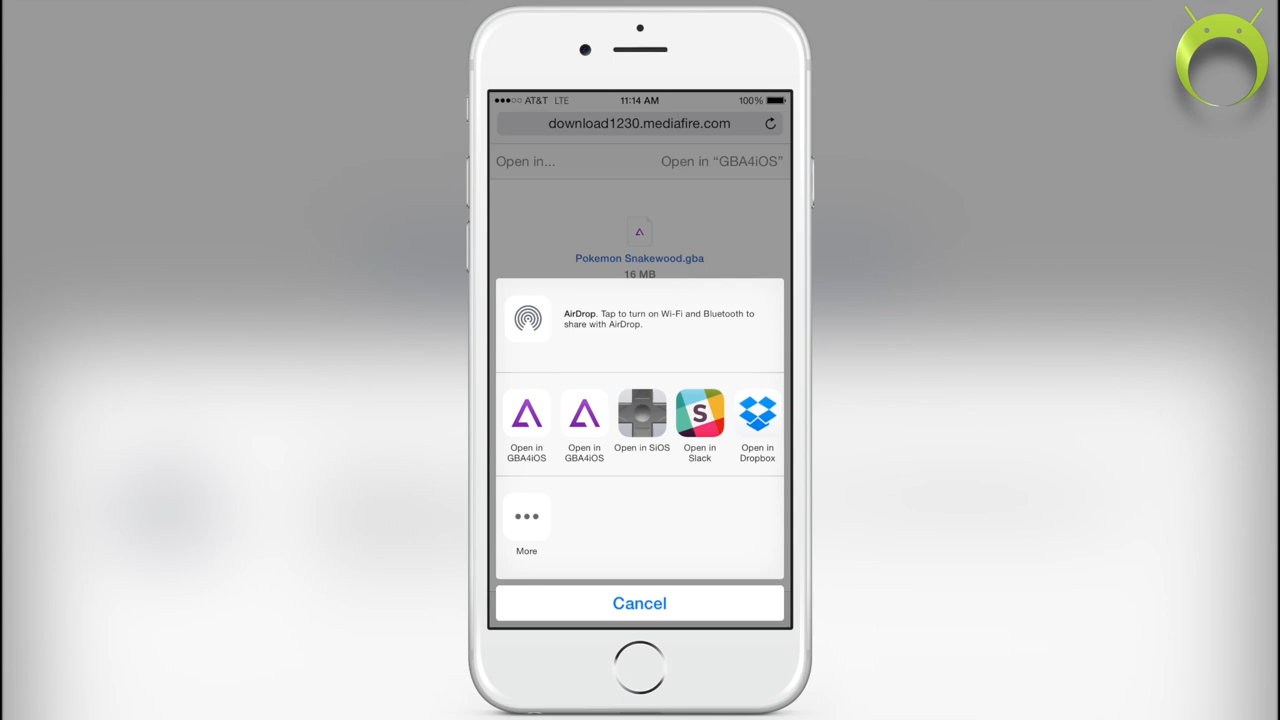 AT&T LTE 11:14 AM 100%
download1230.mediafire.com
Open in... Open in “GBA4iOS”
Pokemon Snakewood.gba
16 MB
AirDrop. Tap to turn on Wi-Fi and Bluetooth to
share with AirDrop.
S
Open in GBA4iOS
Open in GBA4iOS
Open in SiOS
Open in Slack
Open in Dropbox
More
Cancel